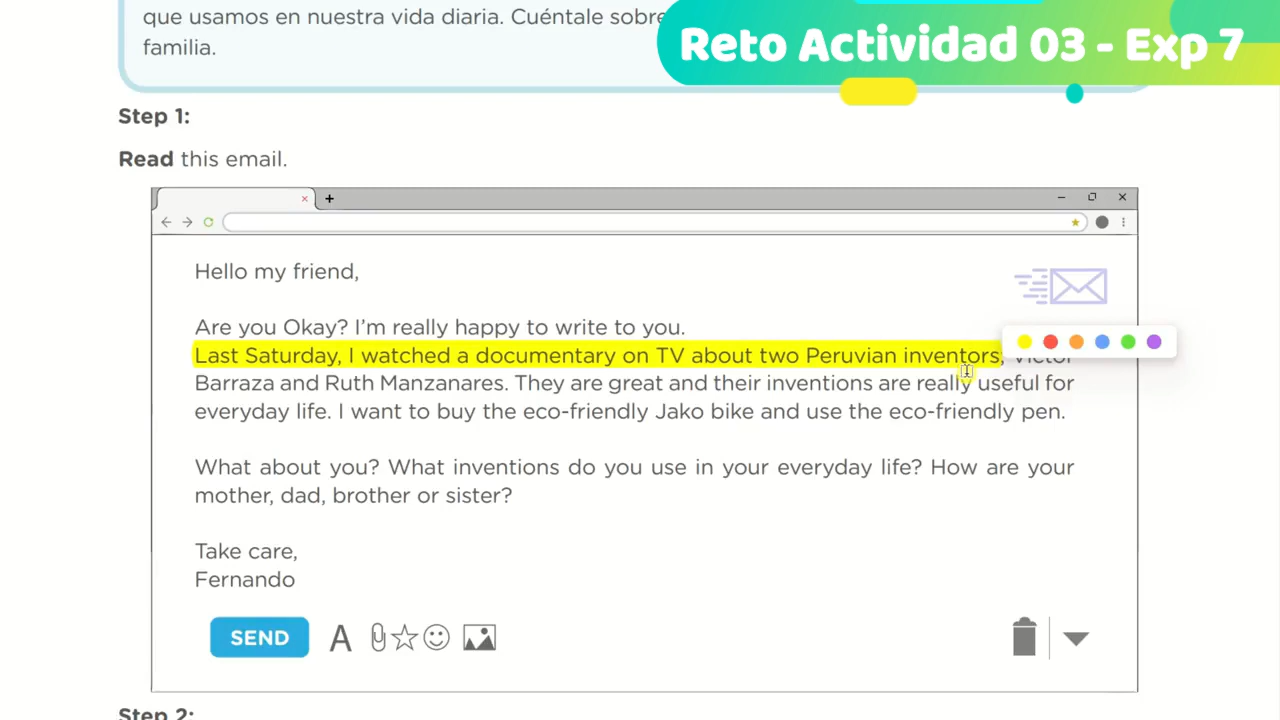 que usamos en nuestra vida diaria. Cuéntale sobre
familia.
Reto Actividad 03 - Exp 7
Step 1:
Read this email.
Hello my friend,
Are you Okay? I’m really happy to write to you.
Last Saturday, I watched a documentary on TV about two Peruvian inventors, Victor
Barraza and Ruth Manzanares. They are great and their inventions are really useful for
everyday life. I want to buy the eco-friendly Jako bike and use the eco-friendly pen.
What about you? What inventions do you use in your everyday life? How are your
mother, dad, brother or sister?
Take care,
Fernando
SEND A
Step 2: